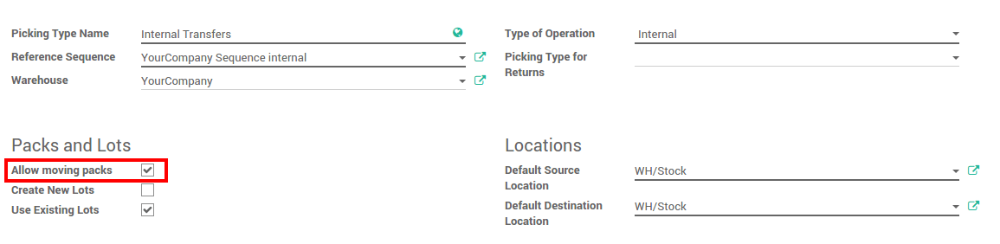 Picking Type Name Internal Transfers
Reference Sequence YourCompany Sequence internal
Warehouse YourCompany
Type of Operation Internal
Picking Type for
Returns
Packs and Lots
Allow moving packs
Create New Lots
Use Existing Lots
Locations
Default Source WH/Stock
Location
Default Destination WH/Stock
Location